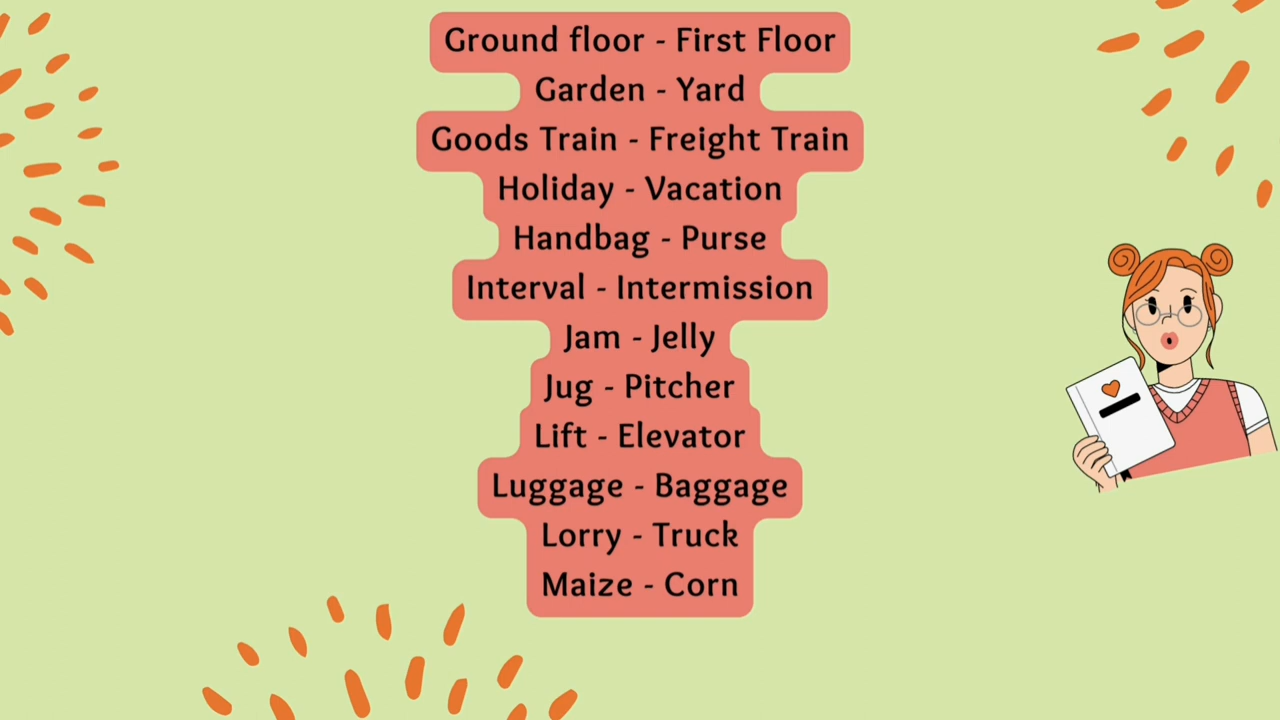 Ground floor - First Floor
Garden - Yard
Goods Train - Freight Train
Holiday - Vacation
Handbag - Purse
Interval - Intermission
Jam - Jelly
Jug - Pitcher
Lift - Elevator
Luggage - Baggage
Lorry - Truck
Maize - Corn